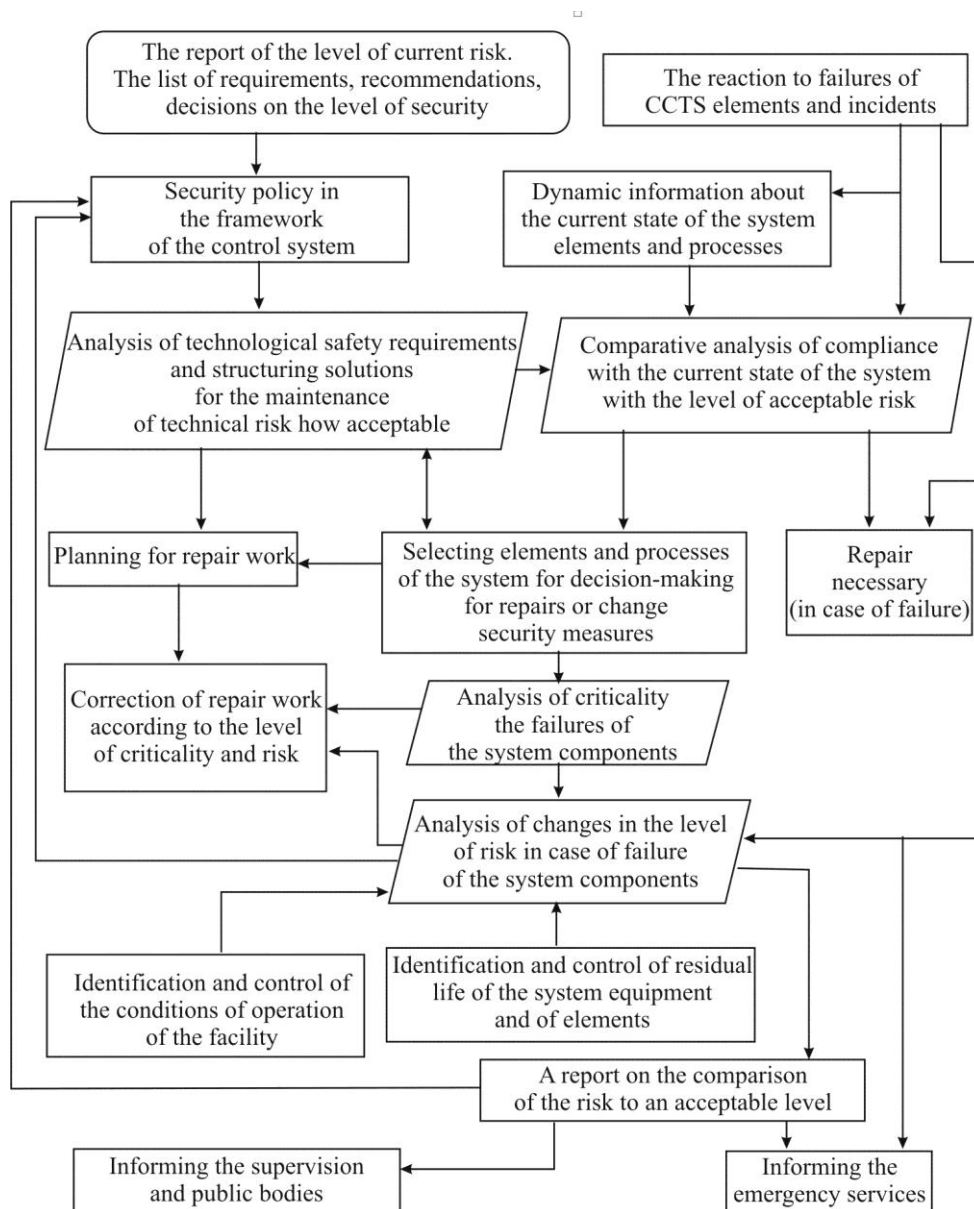 The report of the level of current risk.
The list of requirements, recommendations,
decisions on the level of security
The reaction to failures of
CCTS elements and incidents
Security policy in
the framework
of the control system
Dynamic information about
the current state of the system
elements and processes
Analysis of technological safety requirements
and structuring solutions
for the maintenance
of technical risk how acceptable
Comparative analysis of compliance
with the current state of the system
with the level of acceptable risk
Planning for repair work
Selecting elements and processes
of the system for decision-making
for repairs or change
security measures
Repair
necessary
(in case of failure)
Correction of repair work
according to the level
of criticality and risk
Analysis of criticality
the failures of
the system components
Analysis of changes in the level
of risk in case of failure
of the system components
Identification and control of
the conditions of operation
of the facility
Identification and control of residual
life of the system equipment
and of elements
A report on the comparison
of the risk to an acceptable level
Informing the supervision
and public bodies
Informing the
emergency services